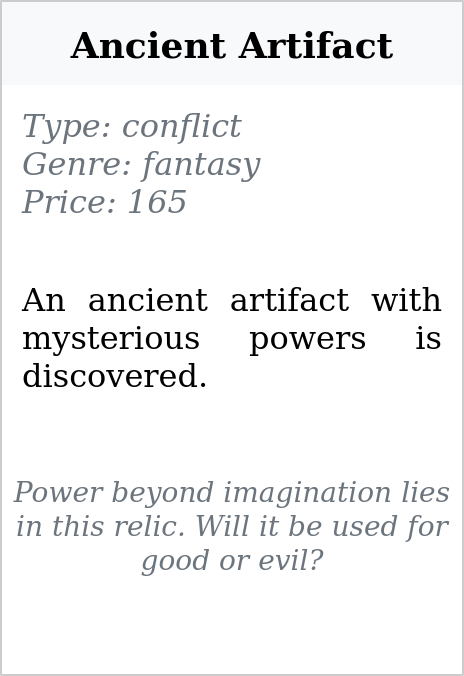 Ancient Artifact
Type: conflict
Genre: fantasy
Price: 165
An ancient artifact with
mysterious powers is
discovered.
Power beyond imagination lies
in this relic. Will it be used for
good or evil?